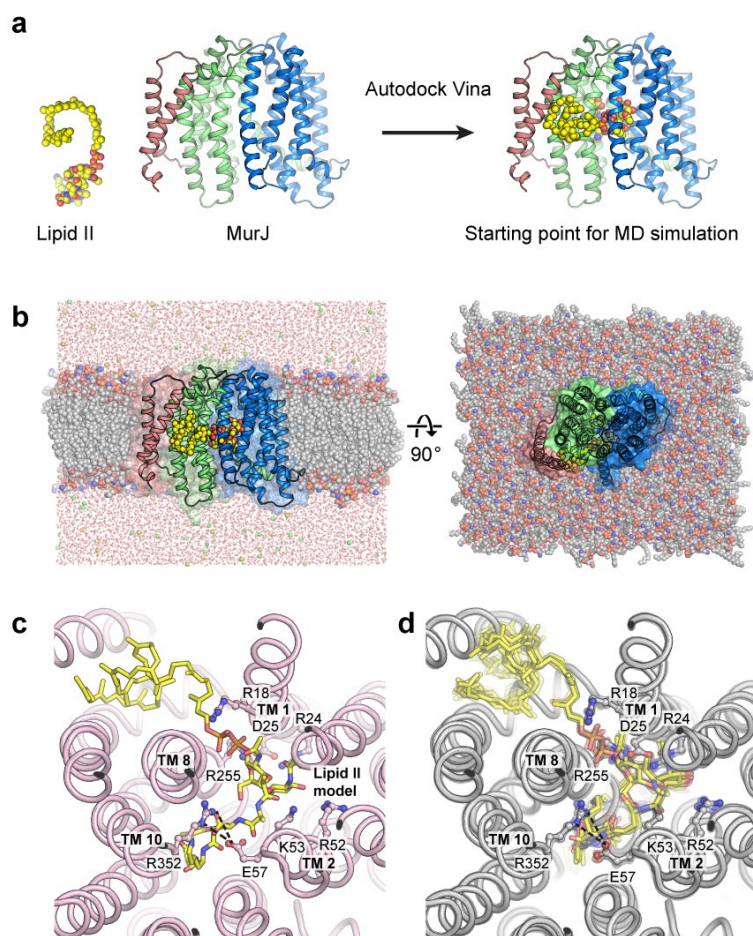 a
Autodock Vina
Lipid II
MurJ
Starting point for MD simulation
b
90°
c
R18
TM 1
D25
R24
TM 8
R255
Lipid II
model
TM 10
R352
K53
R52
TM 2
E57
d
R18
TM 1
D25
R24
TM 8
R255
TM 10
R352
K53
R52
TM 2
E57